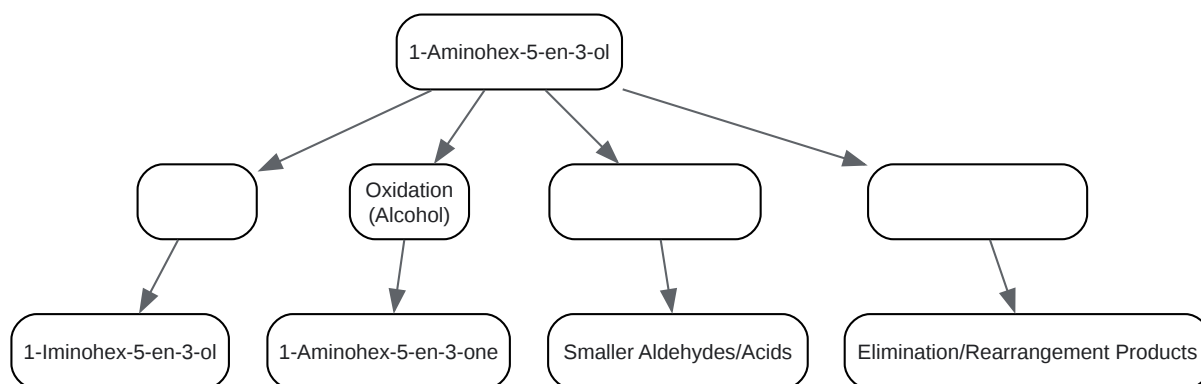 1-Aminohex-5-en-3-ol
Oxidation
(Alcohol)
1-Iminohex-5-en-3-ol
1-Aminohex-5-en-3-one
Smaller Aldehydes/Acids
Elimination/Rearrangement Products